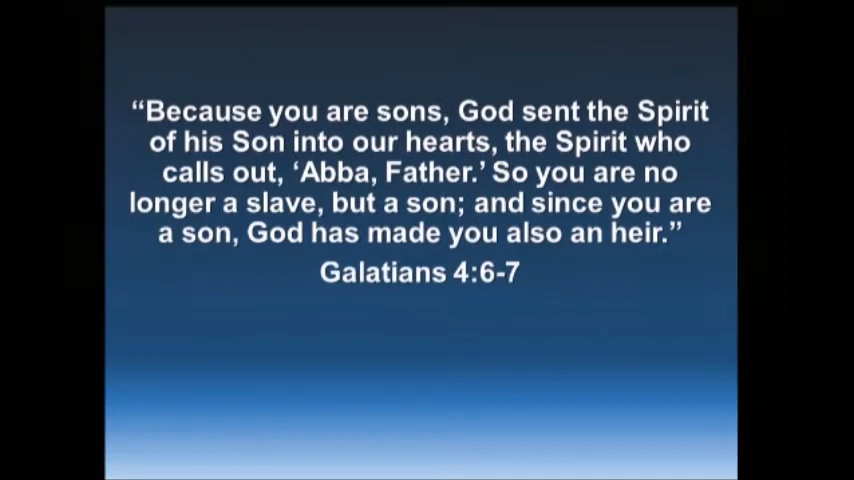 “Because you are sons, God sent the Spirit
of his Son into our hearts, the Spirit who
calls out, ‘Abba, Father.’ So you are no
longer a slave, but a son; and since you are
a son, God has made you also an heir.”
Galatians 4:6-7